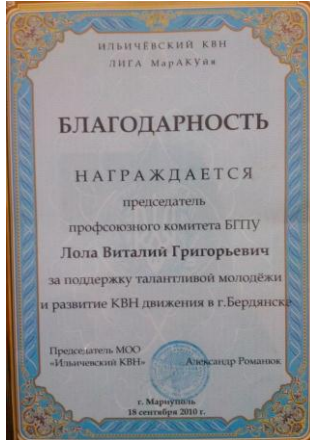 ИЛЬИЧЁВСКИЙ КВН
ЛИГА МарАКУйя
БЛАГОДАРНОСТЬ
НАГРАЖДАЕТСЯ
председатель
профсоюзного комитета БГПУ
Лола Виталий Григорьевич
за поддержку талантливой молодёжи
и развитие КВН движения в г.Бердянске
Председатель МОО
«Ильичевский КВН» Александр Романюк
г. Мариуполь
18 сентября 2010 г.